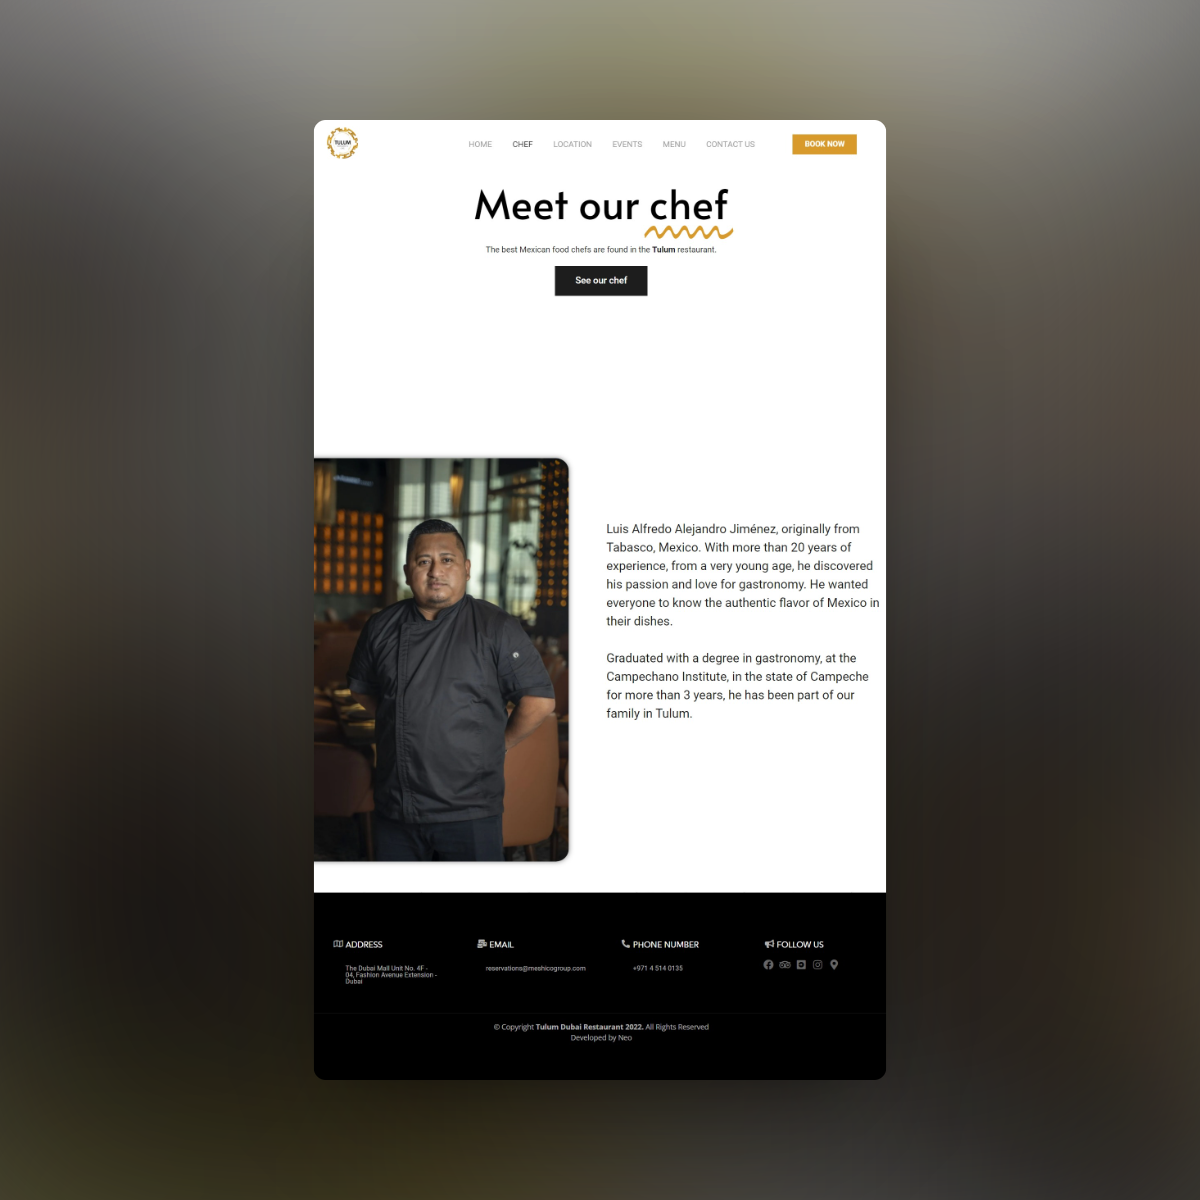 TULUM
HOME CHEF LOCATION EVENTS MENU CONTACT US BOOK NOW
Meet our chef
The best Mexican food chefs are found in the Tulum restaurant.
See our chef
Luis Alfredo Alejandro Jiménez, originally from
Tabasco, Mexico. With more than 20 years of
experience, from a very young age, he discovered
his passion and love for gastronomy. He wanted
everyone to know the authentic flavor of Mexico in
their dishes.
Graduated with a degree in gastronomy, at the
Campechano Institute, in the state of Campeche
for more than 3 years, he has been part of our
family in Tulum.
ADDRESS
The Dubai Mall Unit No. 4F -
04, Fashion Avenue Extension -
Dubai
EMAIL
reservations@meshicogroup.com
PHONE NUMBER
+971 4 514 0135
FOLLOW US
© Copyright Tulum Dubai Restaurant 2022. All Rights Reserved
Developed by Neo